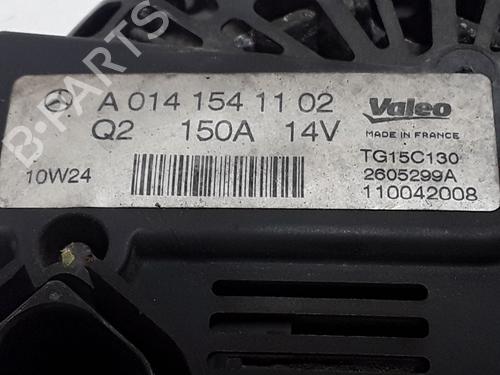 B-PARTS
A 014 154 11 02
Valeo
Q2 150A 14V
MADE IN FRANCE
TG15C130
10W24
2605299A
110042008